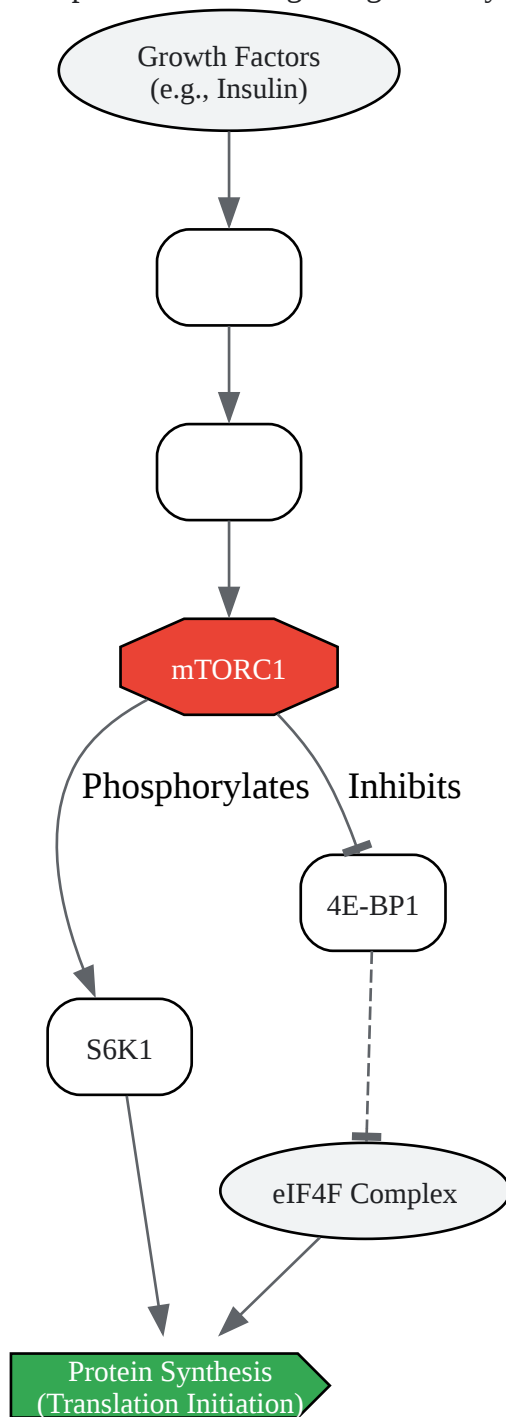 Growth Factors
(e.g., Insulin)
mTORC1
Phosphorylates
Inhibits
4E-BP1
S6K1
eIF4F Complex
Protein Synthesis
(Translation Initiation)